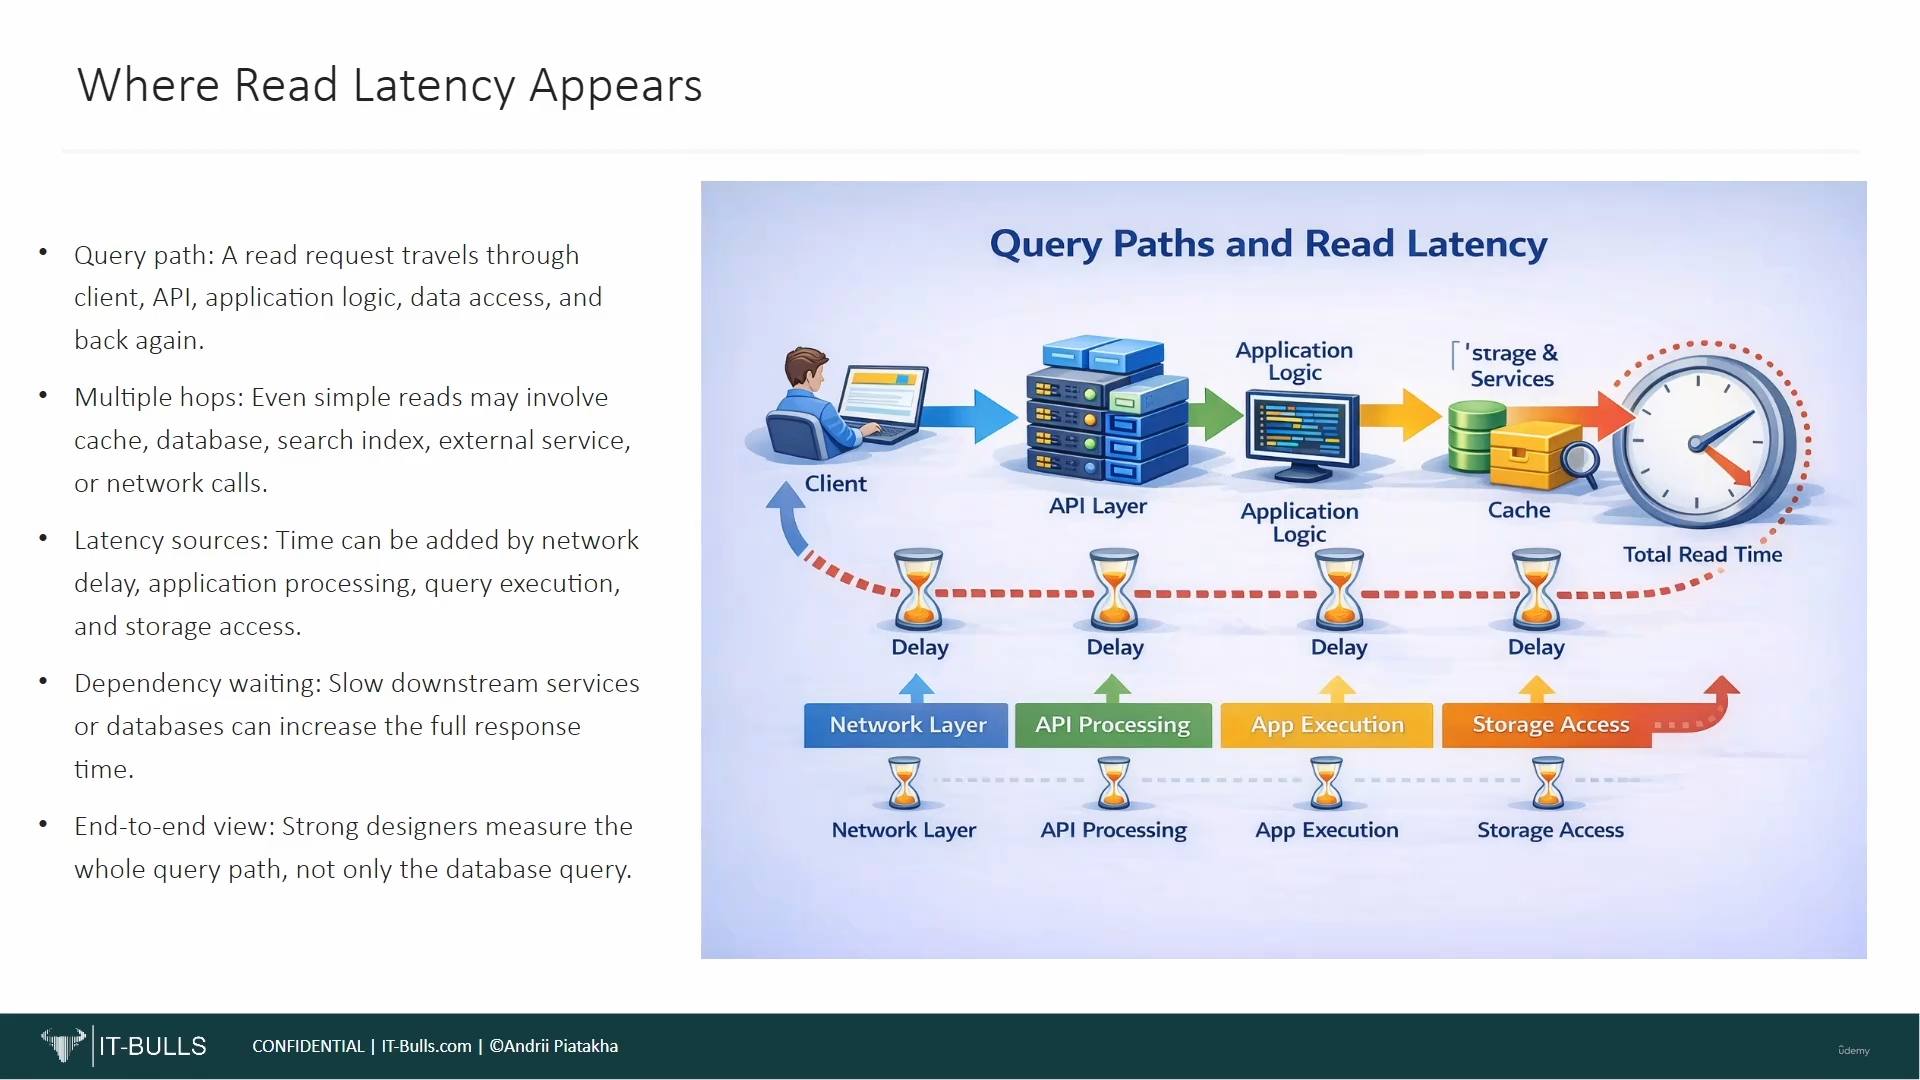 Where Read Latency Appears
• Query path: A read request travels through
client, API, application logic, data access, and
back again.
• Multiple hops: Even simple reads may involve
cache, database, search index, external service,
or network calls.
• Latency sources: Time can be added by network
delay, application processing, query execution,
and storage access.
• Dependency waiting: Slow downstream services
or databases can increase the full response
time.
• End-to-end view: Strong designers measure the
whole query path, not only the database query.
Query Paths and Read Latency
Client
API Layer
Application
Logic
Application
Logic
'strage &
Services
Cache
Total Read Time
Delay
Delay
Delay
Delay
Network Layer
API Processing
App Execution
Storage Access
Network Layer
API Processing
App Execution
Storage Access
IT-BULLS
CONFIDENTIAL | IT-Bulls.com | ©Andrii Piatakha
udemy